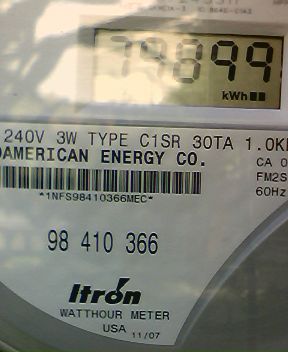 79899
kWh
240V 3W TYPE C1SR 30TA 1.0K
AMERICAN ENERGY CO.
*1NFS98410366MEC*
CA 0
FM2S
60Hz
98 410 366
Itron
WATTHOUR METER
USA 11/07